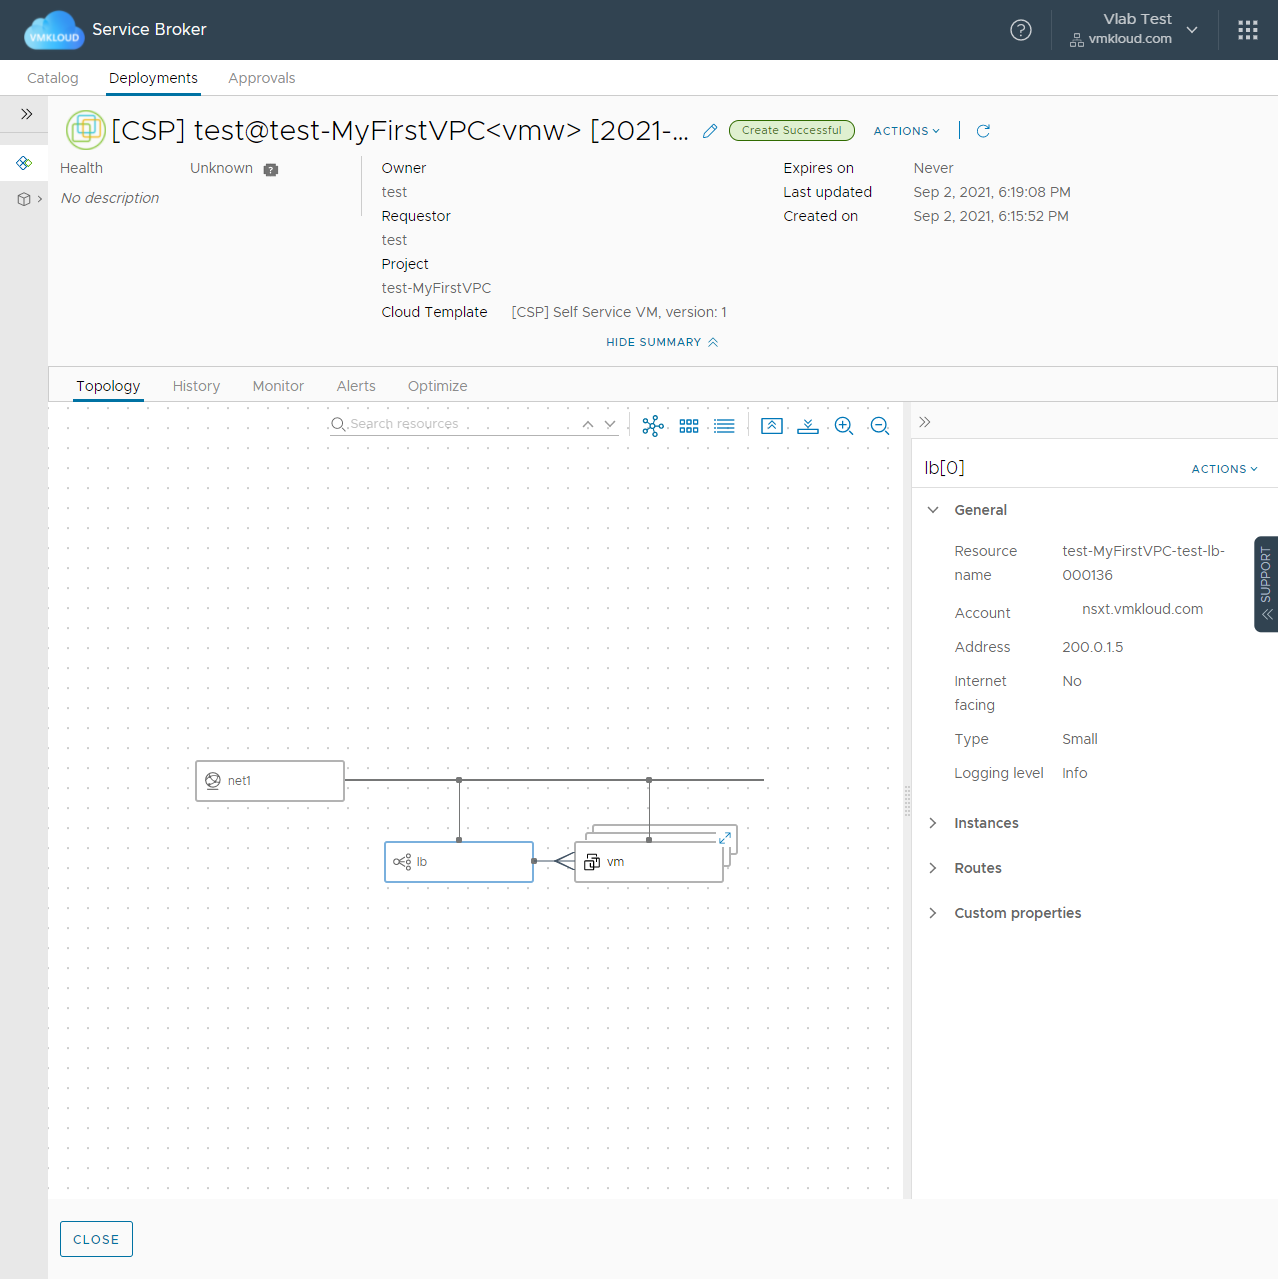 VMKLOUD
Service Broker
Vlab Test
vmkloud.com
Catalog
Deployments
Approvals
[CSP] test@test-MyFirstVPC<vmw> [2021-...
Create Successful
ACTIONS
Health
Unknown
No description
Owner
test
Requestor
test
Project
test-MyFirstVPC
Cloud Template [CSP] Self Service VM, version: 1
Expires on Never
Last updated Sep 2, 2021, 6:19:08 PM
Created on Sep 2, 2021, 6:15:52 PM
HIDE SUMMARY
Topology
History
Monitor
Alerts
Optimize
Search resources
net1
lb
vm
lb[0]
ACTIONS
General
Resource name
test-MyFirstVPC-test-lb-
000136
Account nsxt.vmkloud.com
Address 200.0.1.5
Internet facing
No
Type Small
Logging level Info
Instances
Routes
Custom properties
SUPPORT
CLOSE